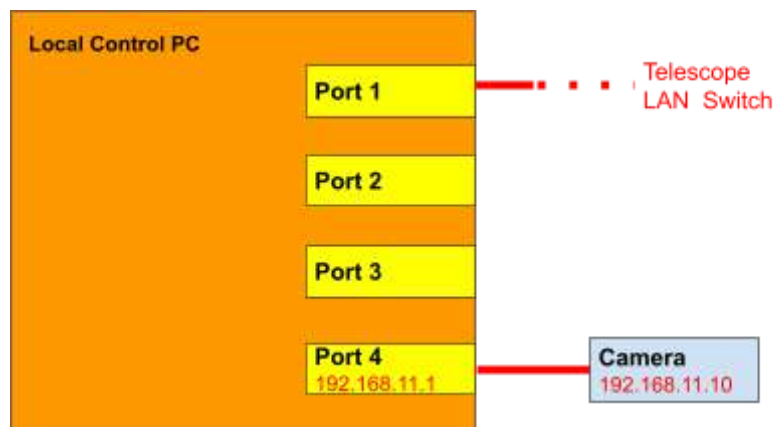 Local Control PC
Port 1
Telescope
LAN Switch
Port 2
Port 3
Port 4
192.168.11.1
Camera
192.168.11.10